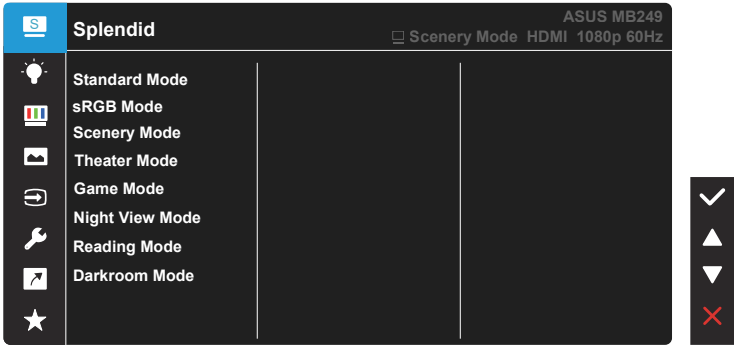 S
Splendid
ASUS MB249
Scenery Mode HDMI 1080p 60Hz
Standard Mode
sRGB Mode
Scenery Mode
Theater Mode
Game Mode
Night View Mode
Reading Mode
Darkroom Mode